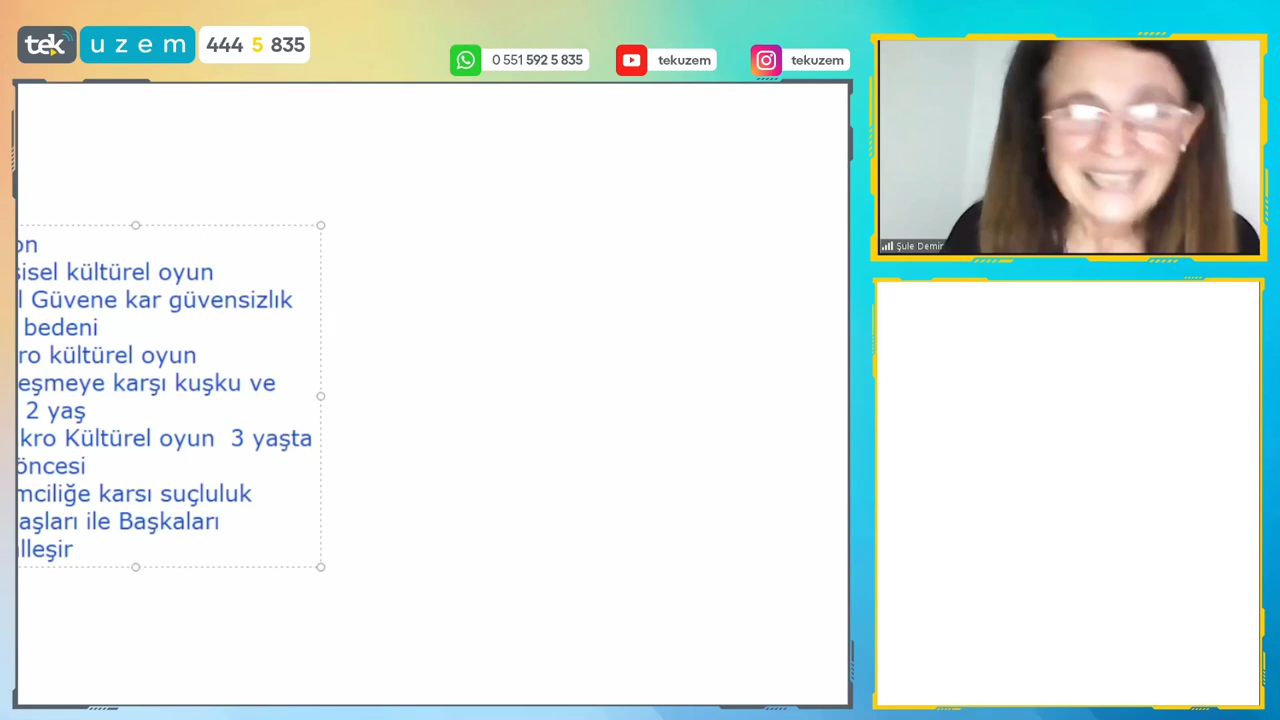 tek uzem 444 5 835
0 551 592 5 835 tekuzem tekuzem
Şule Demir
on
sisel kültürel oyun
l Güvene kar güvensizlık
bedeni
ro kültürel oyun
eşmeye karşı kuşku ve
2 yaş
kro Kültürel oyun 3 yaşta
öncesi
mciliğe karsı suçluluk
aşları ile Başkaları
lleşir